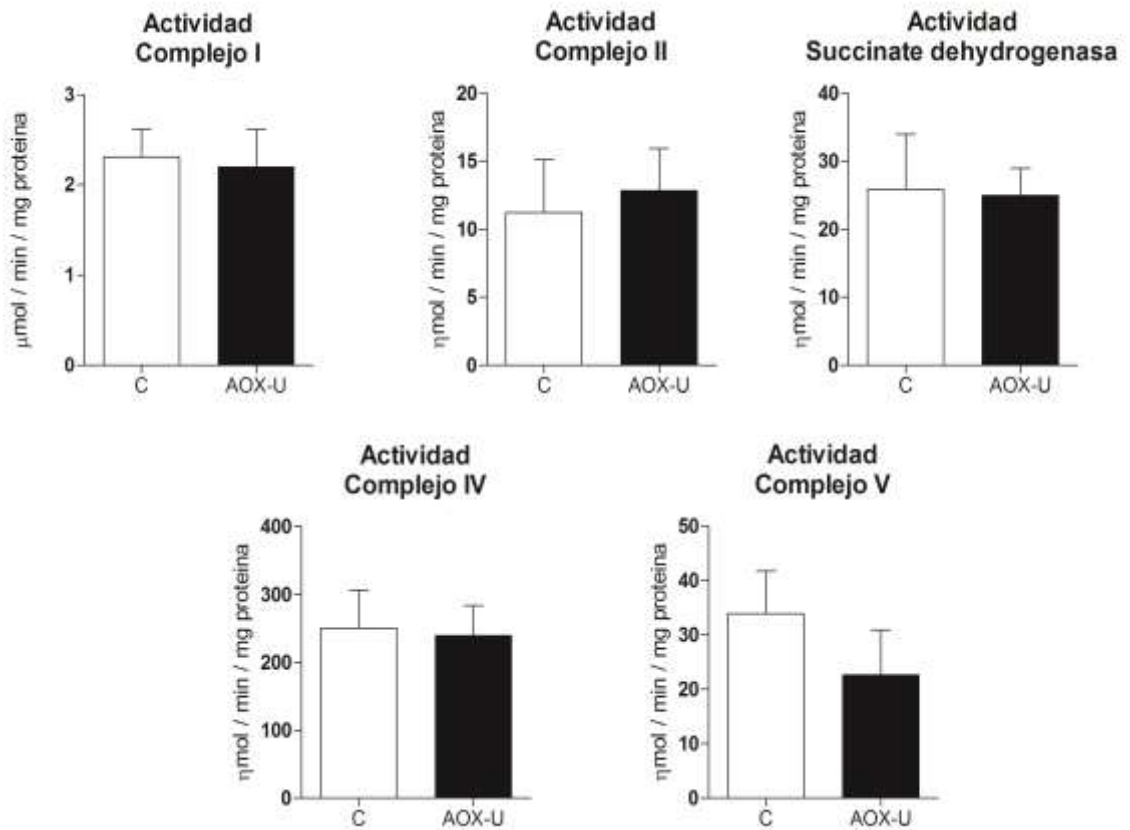 Actividad
Complejo I
μmol / min / mg proteina
3
2
1
0
C
AOX-U
Actividad
Complejo II
ηmol / min / mg proteina
20
15
10
5
0
C
AOX-U
Actividad
Succinate dehydrogenasa
ηmol / min / mg proteina
40
30
20
10
0
C
AOX-U
Actividad
Complejo IV
ηmol / min / mg proteina
400
300
200
100
0
C
AOX-U
Actividad
Complejo V
ηmol / min / mg proteina
50
40
30
20
10
0
C
AOX-U